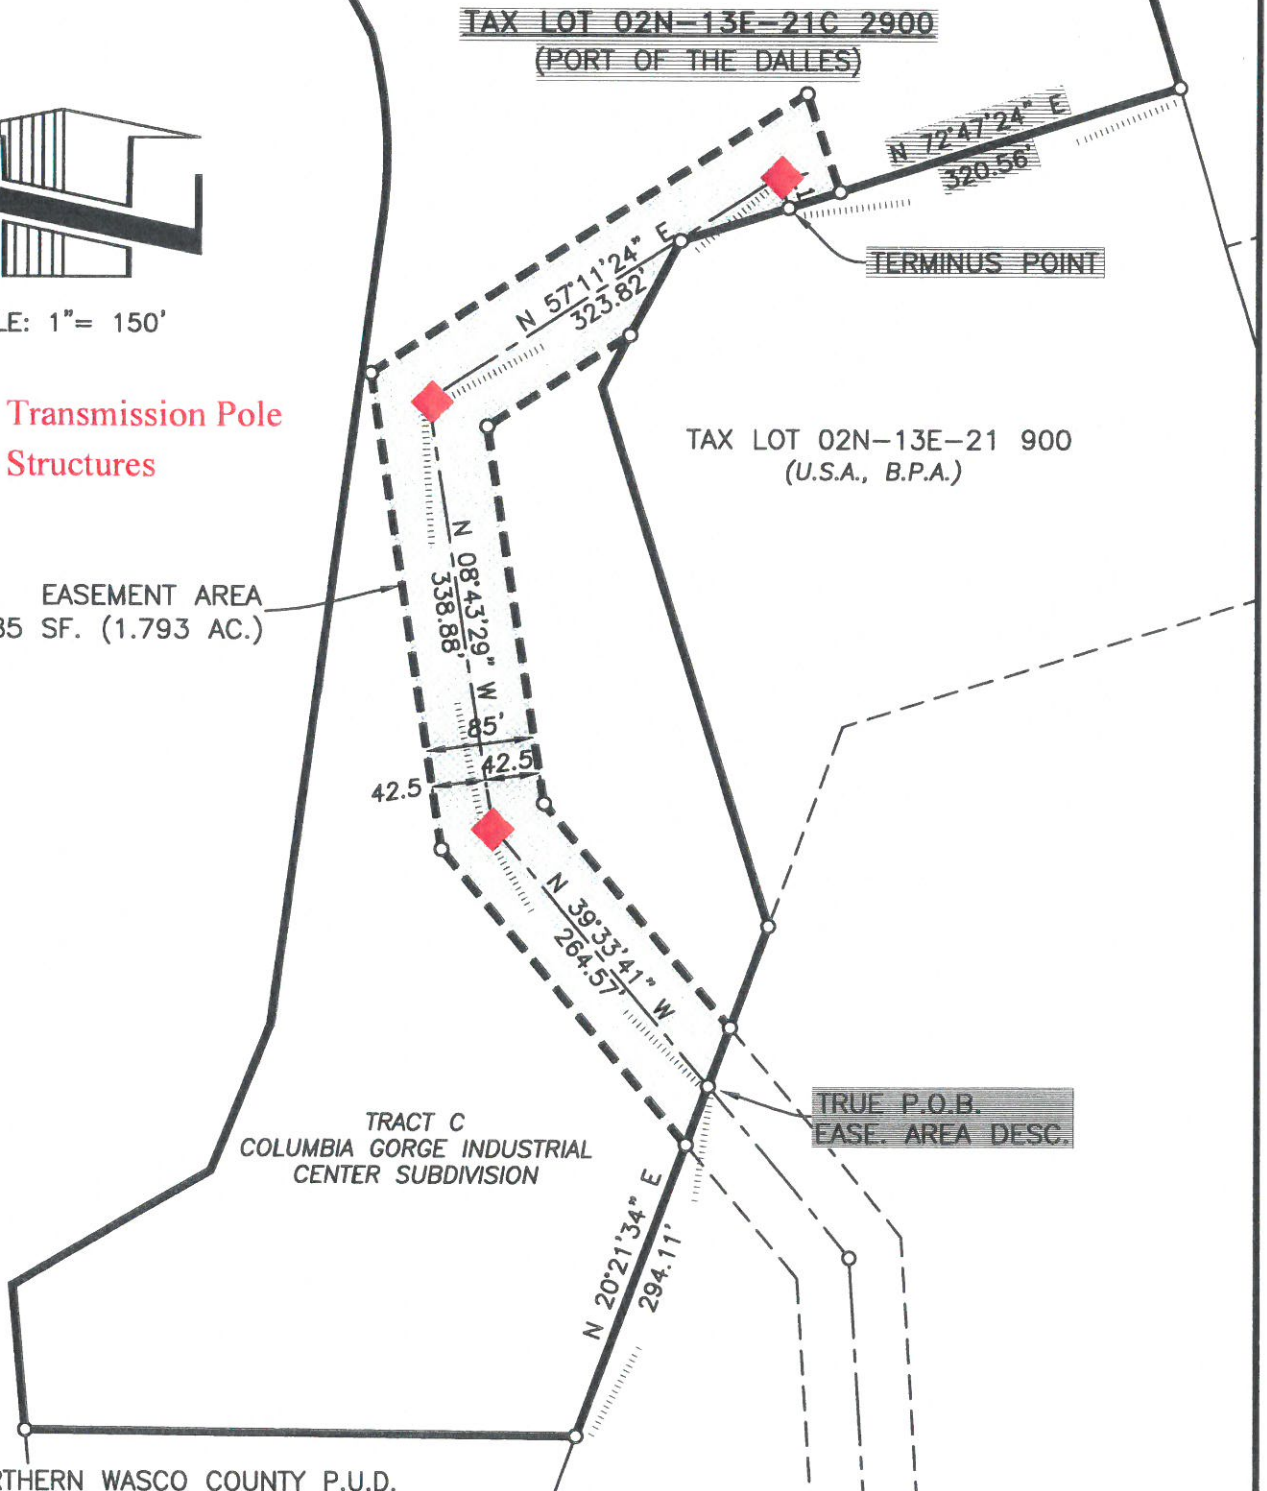 TAX LOT 02N-13E-21C 2900
(PORT OF THE DALLES)
N 72°47'24" E
320.56'
TERMINUS POINT
N 57°11'24" E
323.82'
LE: 1"= 150'
Transmission Pole
Structures
TAX LOT 02N-13E-21 900
(U.S.A., B.P.A.)
N 08°43'29" W
338.88'
EASEMENT AREA
35 SF. (1.793 AC.)
85'
42.5
42.5
N 39°33'41" W
264.57'
TRUE P.O.B.
EASE. AREA DESC.
TRACT C
COLUMBIA GORGE INDUSTRIAL
CENTER SUBDIVISION
N 20°21'34" E
294.11'
RTHERN WASCO COUNTY P.U.D.